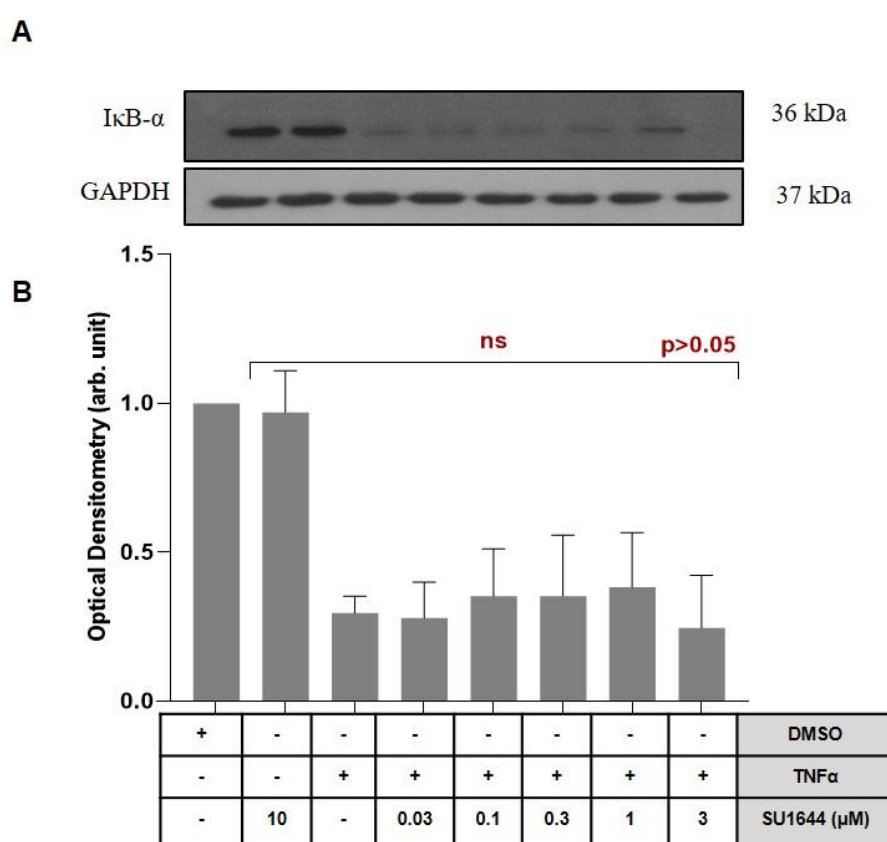 A
IκB-α
36 kDa
GAPDH
37 kDa
B
Optical Densitometry (arb. unit)
1.5
1.0
0.5
0.0
ns
p>0.05
+ - - - - - - - DMSO
- - + + + + + + TNFα
- 10 - 0.03 0.1 0.3 1 3 SU1644 (µM)